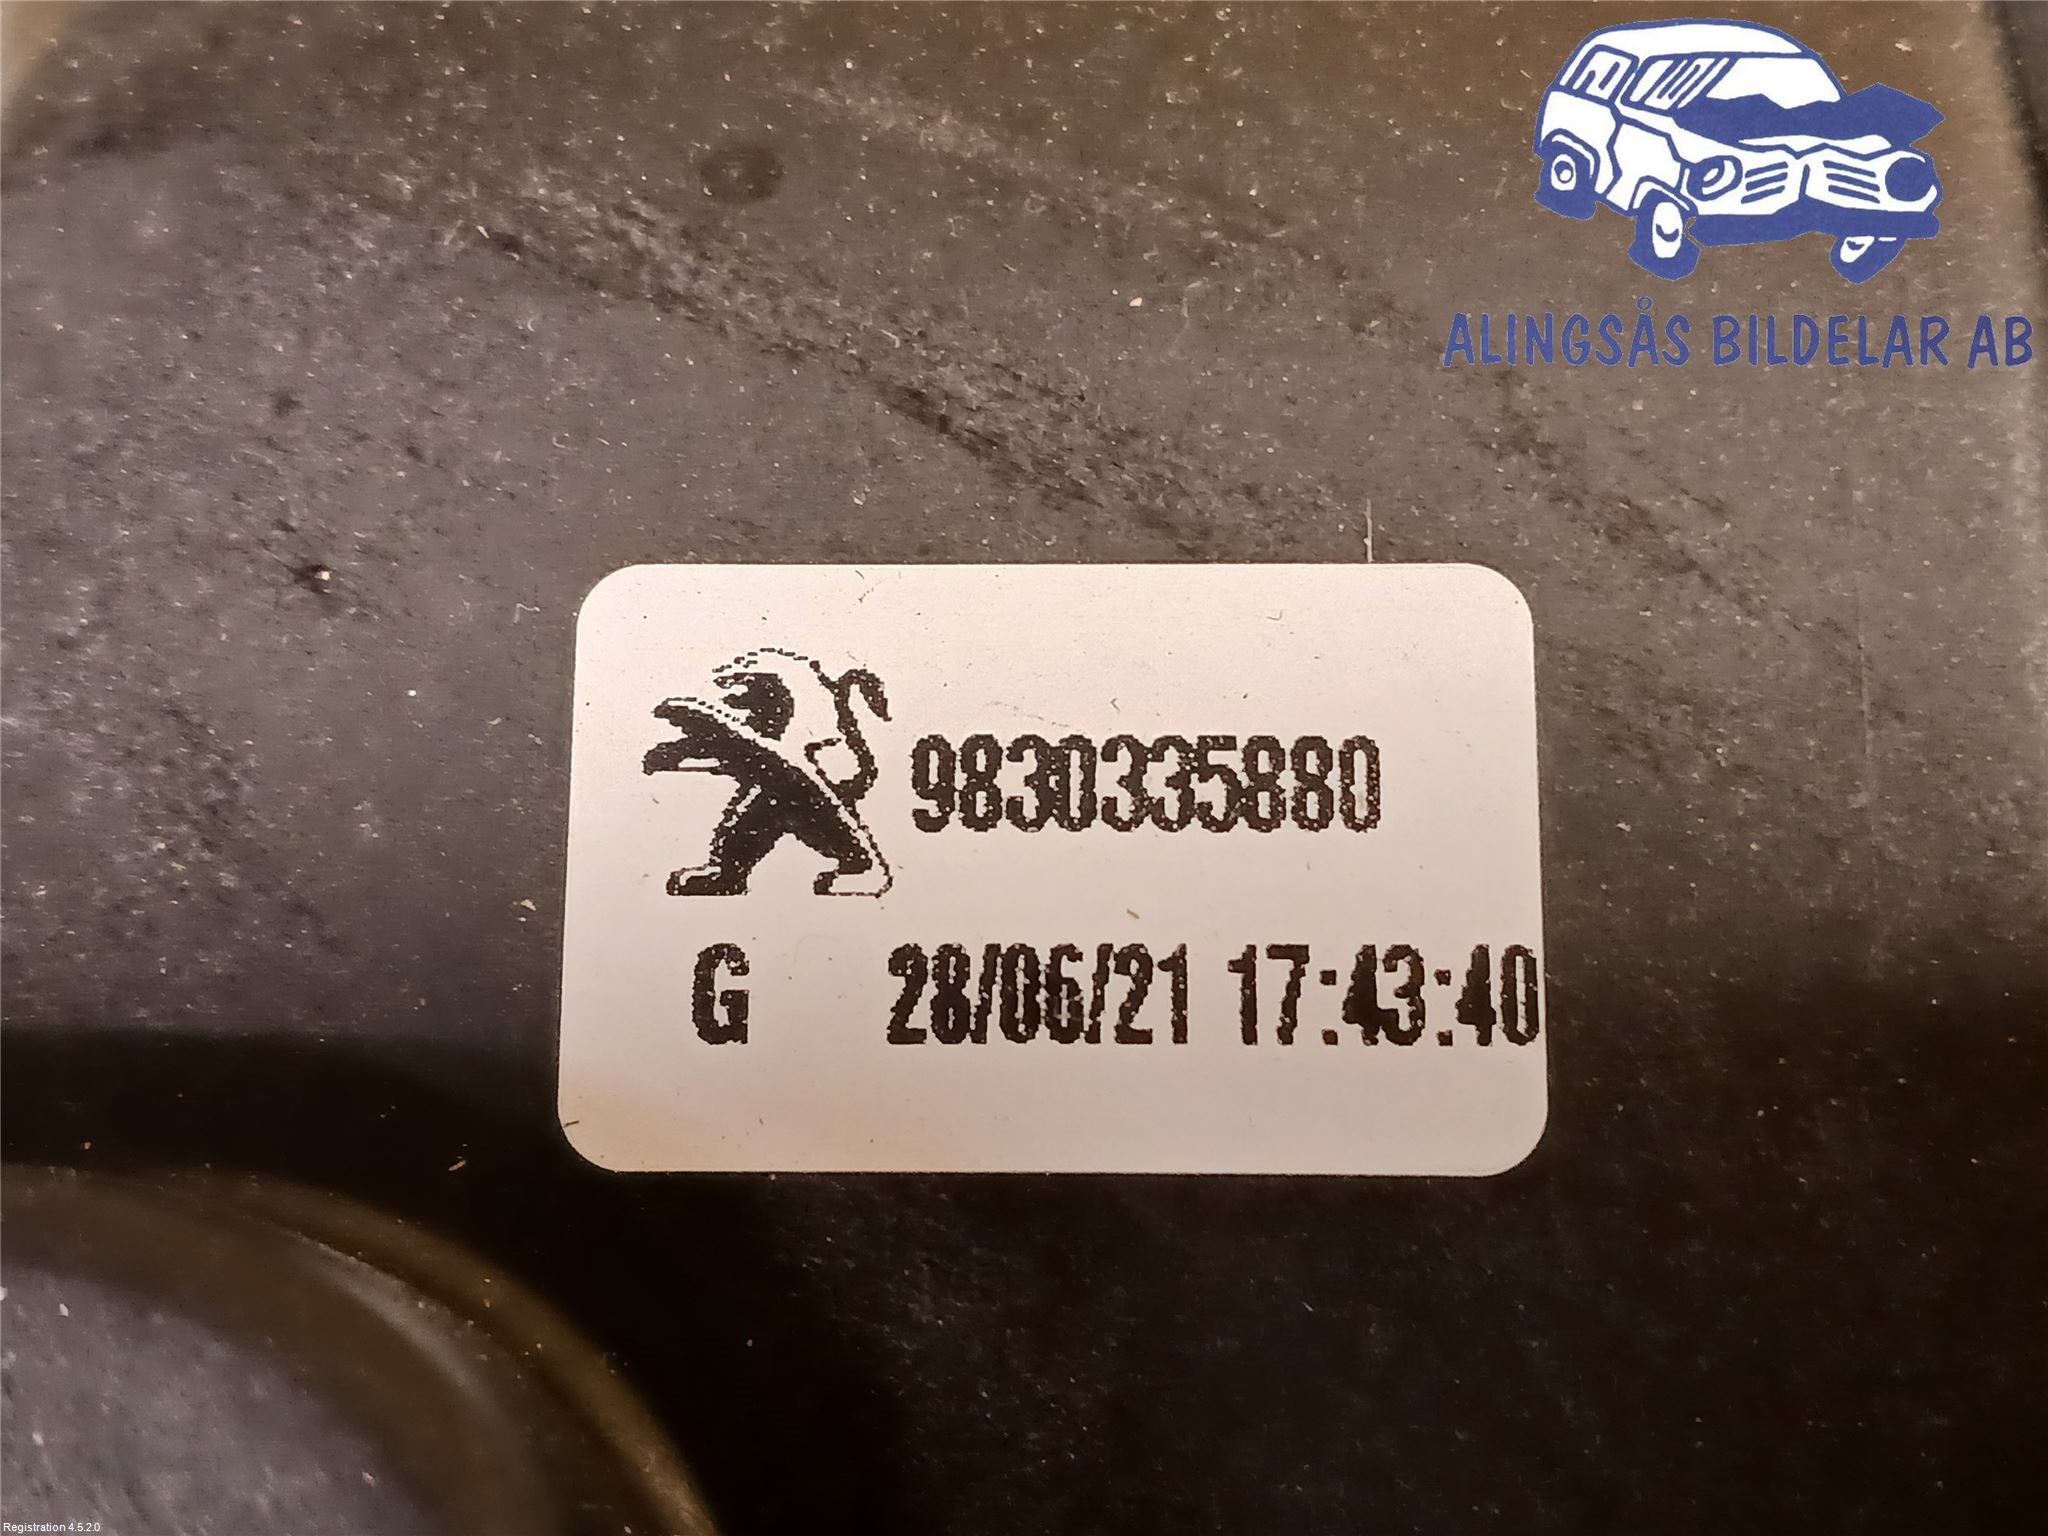 ALINGSÅS BILDELAR AB
9830335880
G 28/06/21 17:43:40
Registration 4.5.2.0